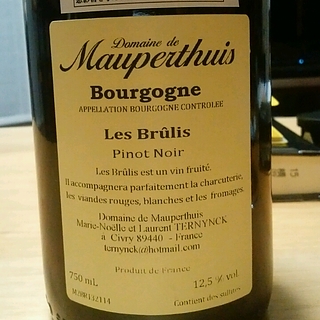 Domaine de
Mauperthuis
Bourgogne
APPELLATION BOURGOGNE CONTROLEE
Les Brûlis
Pinot Noir
Les Brûlis est un vin fruité.
Il accompagnera parfaitement la charcuterie,
les viandes rouges, blanches et les fromages.
Domaine de Mauperthuis
Marie-Noëlle et Laurent TERNYNCK
a Civry 89440 - France
ternynck@hotmail.com
Produit de France
750 mL
12,5 % vol.
Contient des sulfites